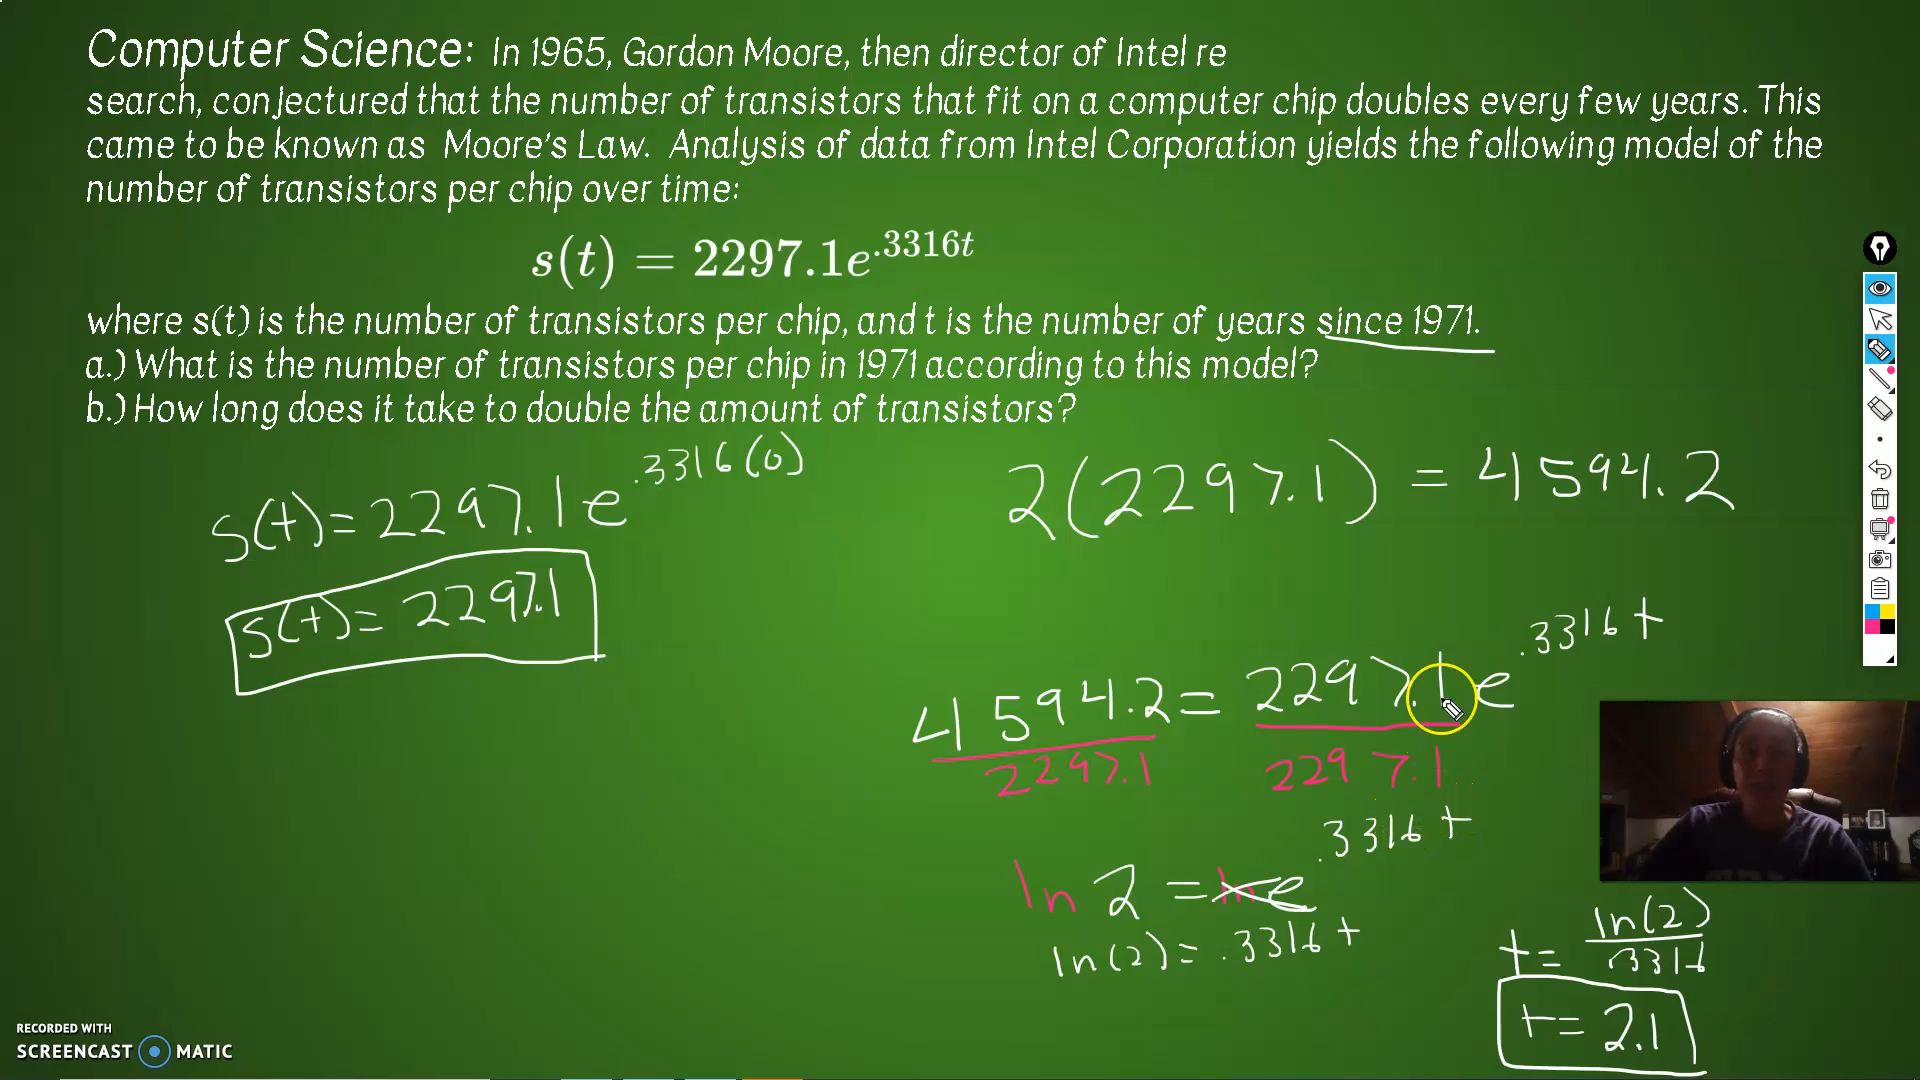 Computer Science: In 1965, Gordon Moore, then director of Intel re
search, conjectured that the number of transistors that fit on a computer chip doubles every few years. This
came to be known as Moore's Law. Analysis of data from Intel Corporation yields the following model of the
number of transistors per chip over time:
s(t) = 2297.1e^.3316t
where s(t) is the number of transistors per chip, and t is the number of years since 1971.
a.) What is the number of transistors per chip in 1971 according to this model?
b.) How long does it take to double the amount of transistors?
s(t) = 2297.1e^.3316(0)
s(t) = 2297.1
2(2297.1) = 4594.2
4594.2 = 2297.1e^.3316t
2297.1 2297.1
ln 2 = ln e^.3316t
ln(2) = .3316t
t = ln(2)
.3316
t = 2.1
RECORDED WITH
SCREENCAST MATIC